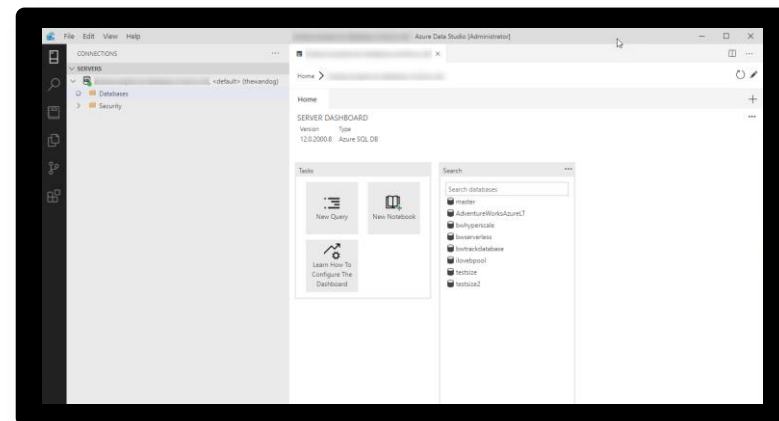 File Edit View Help
Azure Data Studio [Administrator]
CONNECTIONS
SERVERS
, <default> (thewandog)
Databases
Security
Home
Home
SERVER DASHBOARD
Version Type
12.0.2000.8 Azure SQL DB
Tasks
New Query
New Notebook
Learn How To
Configure The
Dashboard
Search
Search databases
master
AdventureWorksAzureLT
bwhyperscale
bwserverless
bwtrackdatabase
ilovebpool
testsize
testsize2